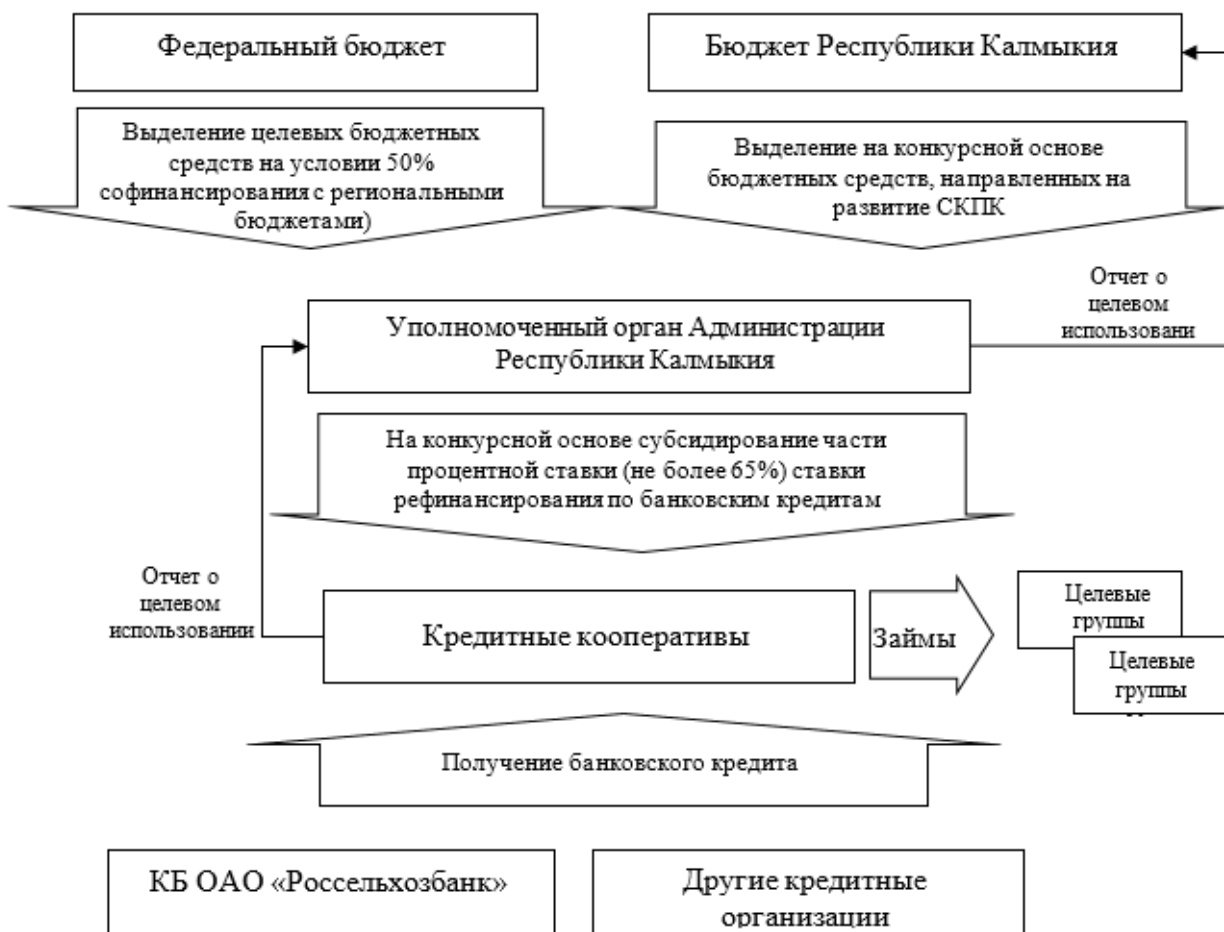 Федеральный бюджет
Бюджет Республики Калмыкия
Выделение целевых бюджетных
средств на условии 50%
софинансирования с региональными
бюджетами)
Выделение на конкурсной основе
бюджетных средств, направленных на
развитие СКПК
Отчет о
целевом
использовани
Уполномоченный орган Администрации
Республики Калмыкия
На конкурсной основе субсидирование части
процентной ставки (не более 65%) ставки
рефинансирования по банковским кредитам
Отчет о
целевом
использовании
Кредитные кооперативы
Займы
Целевые
группы
Целевые
группы
Получение банковского кредита
КБ ОАО «Россельхозбанк»
Другие кредитные
организации